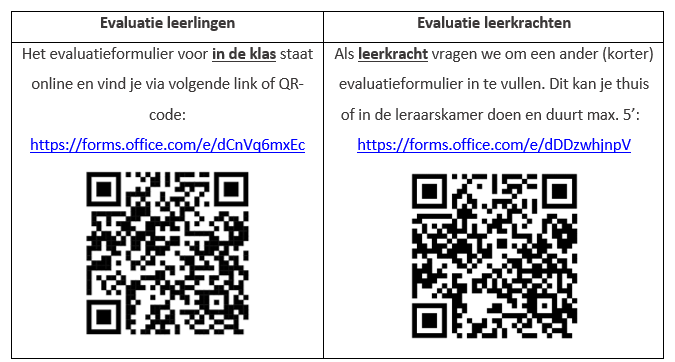 Evaluatie leerlingen
Het evaluatieformulier voor in de klas staat
online en vind je via volgende link of QR-
code:
https://forms.office.com/e/dCnVq6mxEc
Evaluatie leerkrachten
Als leerkracht vragen we om een ander (korter)
evaluatieformulier in te vullen. Dit kan je thuis
of in de leraarskamer doen en duurt max. 5’:
https://forms.office.com/e/dDDzwhjnpV